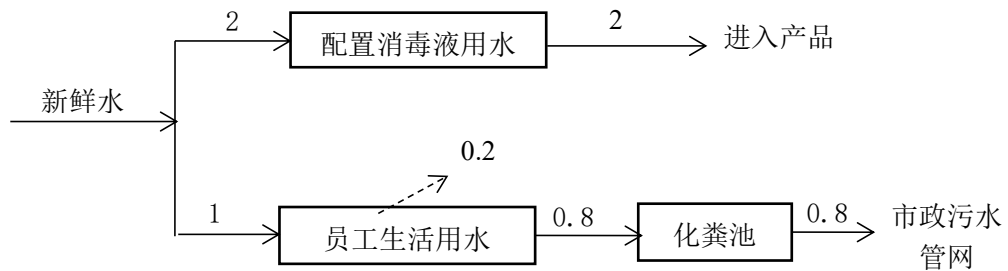 2
配置消毒液用水
2
进入产品
新鲜水
0.2
1
员工生活用水
0.8
化粪池
0.8
市政污水
管网